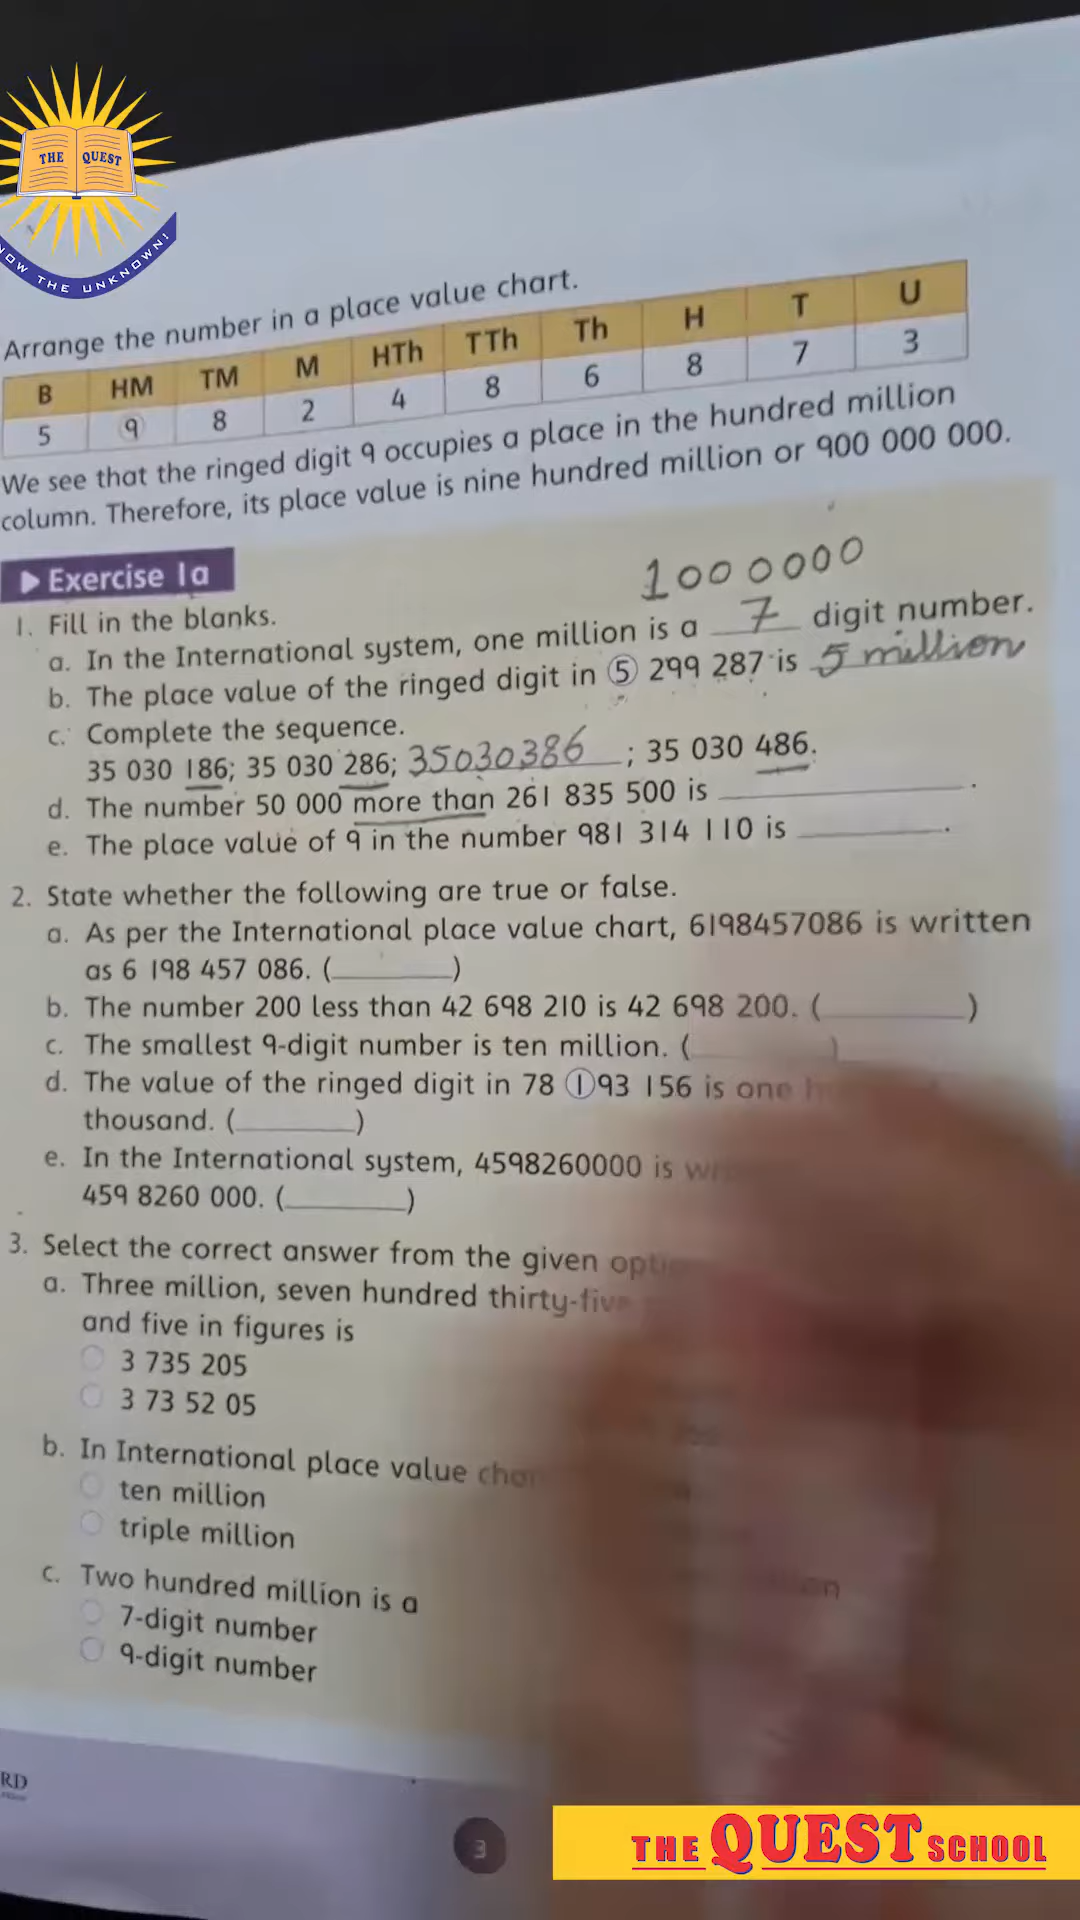 THE QUEST
NOW THE UNKNOWN!
Arrange the number in a place value chart.
B HM TM M HTh TTh Th H T U
5 9 8 2 4 8 6 8 7 3
We see that the ringed digit 9 occupies a place in the hundred million
column. Therefore, its place value is nine hundred million or 900 000 000.
Exercise 1a
1000000
1. Fill in the blanks.
a. In the International system, one million is a 7 digit number.
b. The place value of the ringed digit in 5 299 287 is 5 million
c. Complete the sequence.
35 030 186; 35 030 286; 35030386 ; 35 030 486.
d. The number 50 000 more than 261 835 500 is ____.
e. The place value of 9 in the number 981 314 110 is ____.
2. State whether the following are true or false.
a. As per the International place value chart, 6198457086 is written
as 6 198 457 086. (____)
b. The number 200 less than 42 698 210 is 42 698 200. (____)
c. The smallest 9-digit number is ten million. (____)
d. The value of the ringed digit in 78 1 93 156 is one
thousand. (____)
e. In the International system, 4598260000 is
459 8260 000. (____)
3. Select the correct answer from the given
a. Three million, seven hundred thirty-five
and five in figures is
3 735 205
3 73 52 05
b. In International place value
ten million
triple million
c. Two hundred million is a
7-digit number
9-digit number
RD
3
THE QUEST SCHOOL